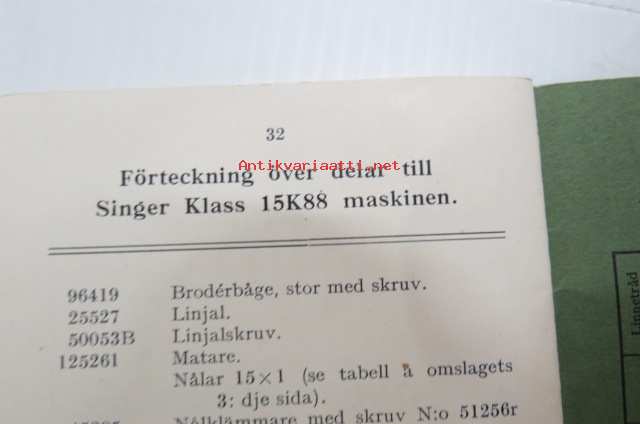 32
Antikvariaatti.net
Förteckning över delar till
Singer Klass 15K88 maskinen.
96419 Brodérbåge, stor med skruv.
25527 Linjal.
50053B Linjalskruv.
125261 Matare.
Nålar 15×1 (se tabell å omslagets
3: dje sida).
Nålklämmare med skruv N:o 51256r
Linnetråd